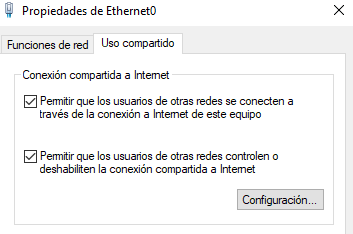 Propiedades de Ethernet0
Funciones de red
Uso compartido
Conexión compartida a Internet
Permitir que los usuarios de otras redes se conecten a
través de la conexión a Internet de este equipo
Permitir que los usuarios de otras redes controlen o
deshabiliten la conexión compartida a Internet
Configuración...